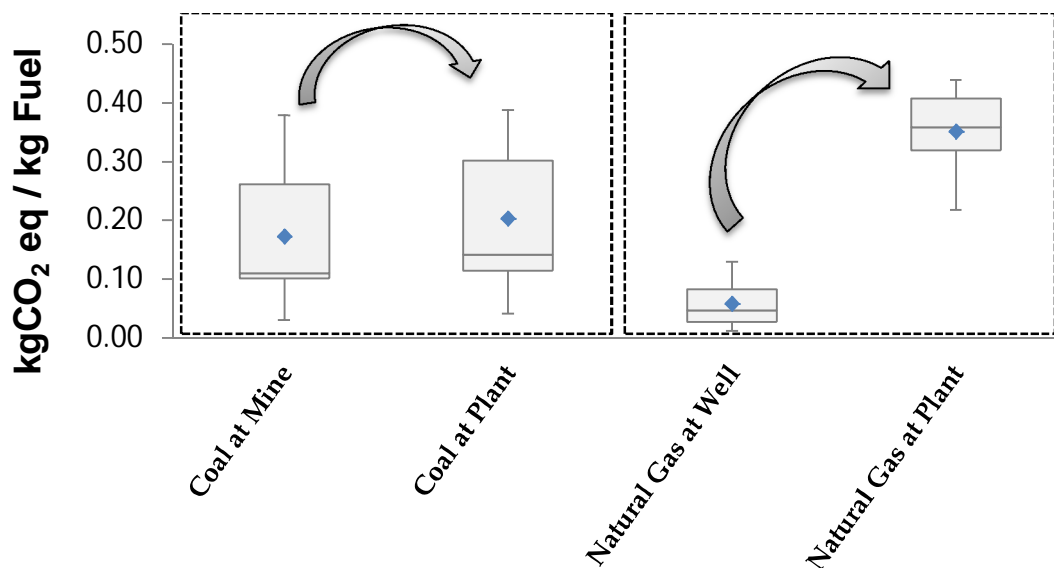 kgCO₂ eq / kg Fuel
0.50
0.40
0.30
0.20
0.10
0.00
Coal at Mine
Coal at Plant
Natural Gas at Well
Natural Gas at Plant